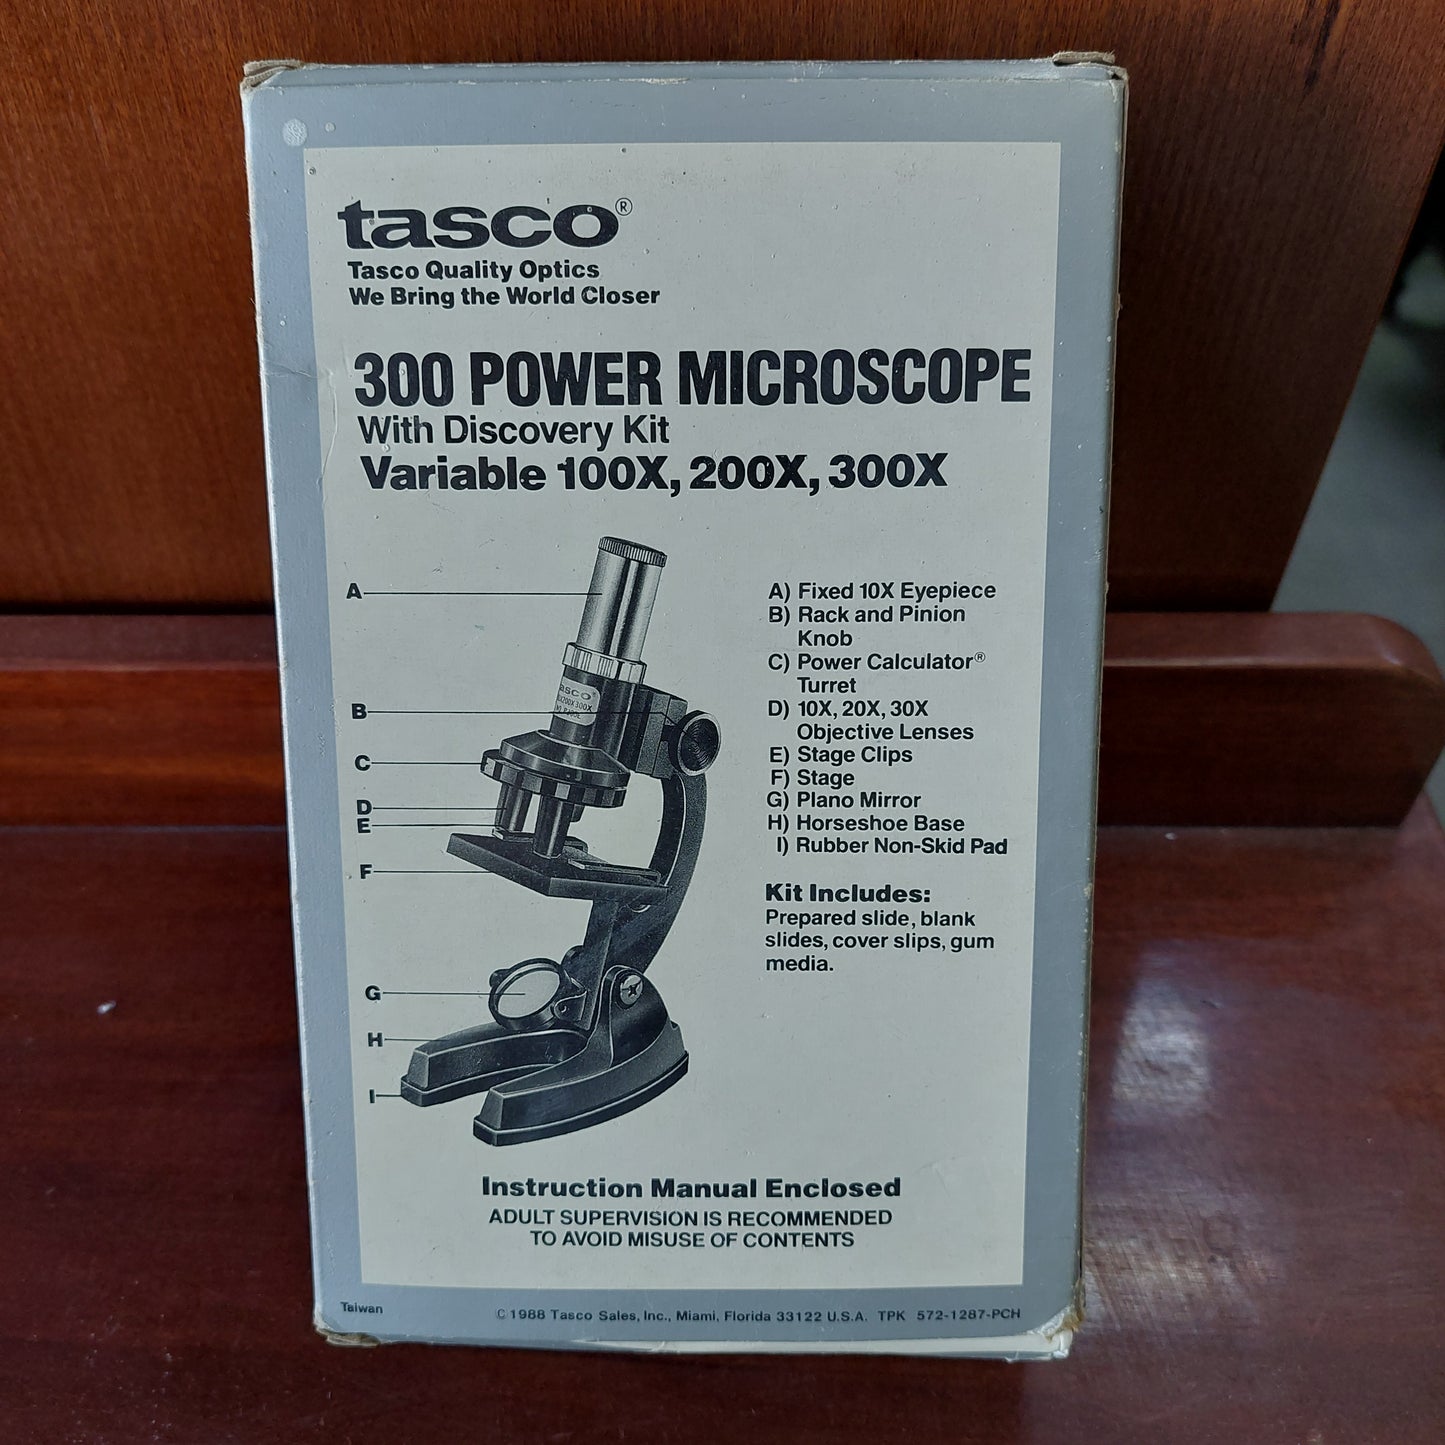 tasco®
Tasco Quality Optics
We Bring the World Closer
300 POWER MICROSCOPE
With Discovery Kit
Variable 100X, 200X, 300X
A
B
C
D
E
F
G
H
I
tasco®
200X300X
A) Fixed 10X Eyepiece
B) Rack and Pinion
Knob
C) Power Calculator®
Turret
D) 10X, 20X, 30X
Objective Lenses
E) Stage Clips
F) Stage
G) Plano Mirror
H) Horseshoe Base
I) Rubber Non-Skid Pad
Kit Includes:
Prepared slide, blank
slides, cover slips, gum
media.
Instruction Manual Enclosed
ADULT SUPERVISION IS RECOMMENDED
TO AVOID MISUSE OF CONTENTS
Taiwan
© 1988 Tasco Sales, Inc., Miami, Florida 33122 U.S.A. TPK 572-1287-PCH